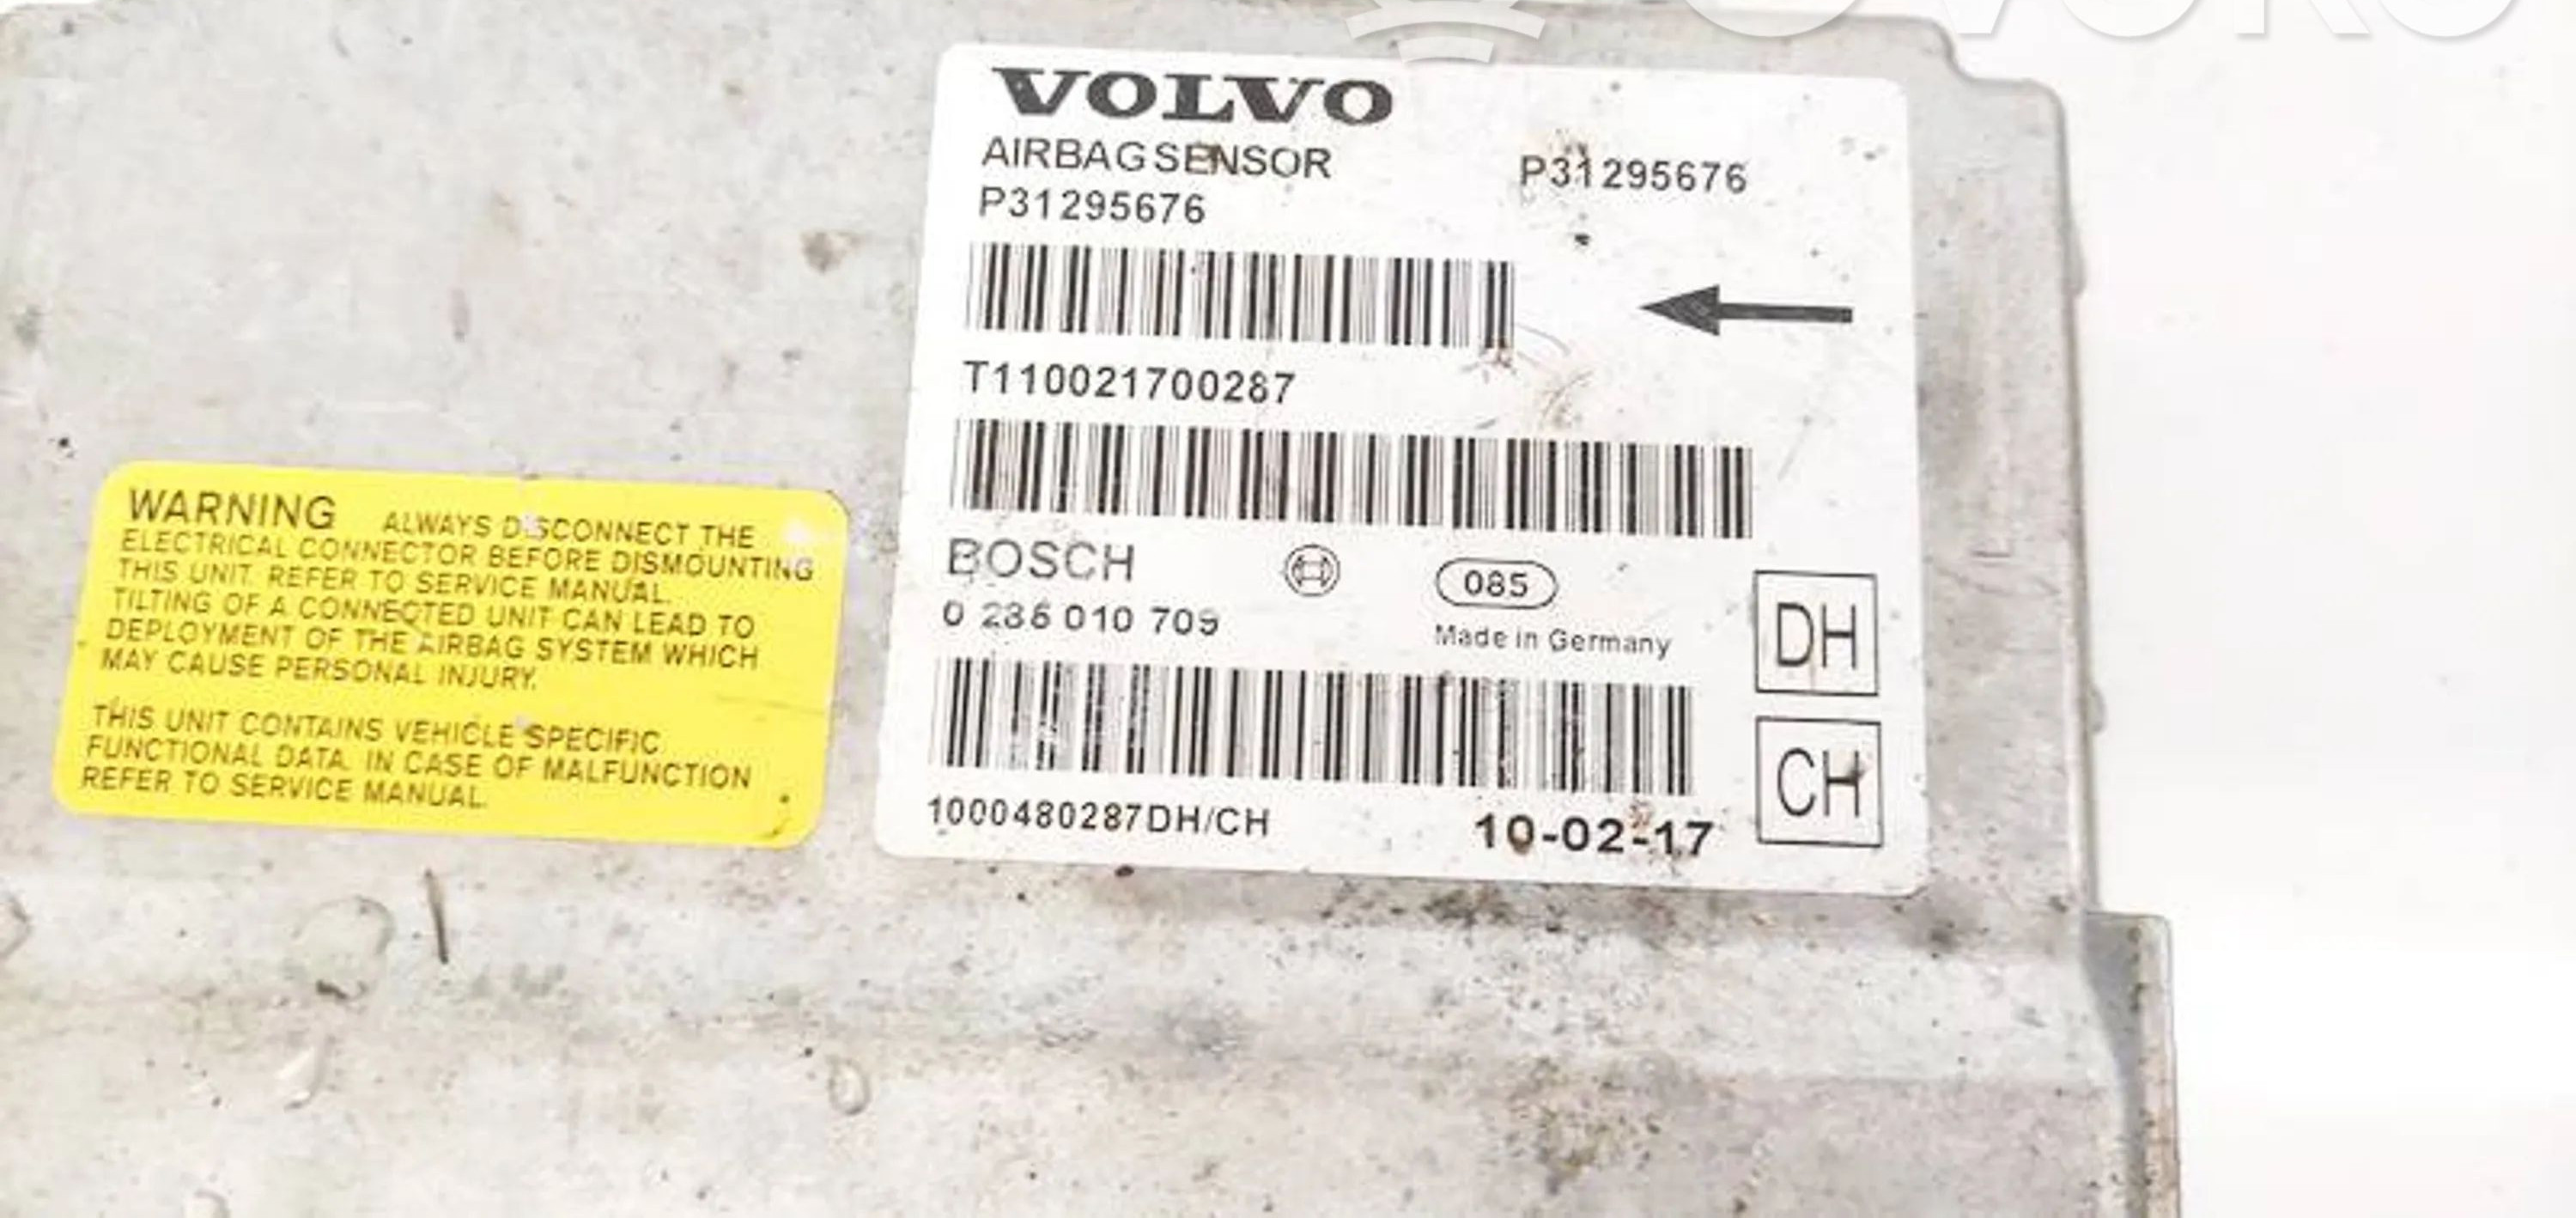 VOLVO
AIRBAG SENSOR
P31295676
P31295676
T110021700287
BOSCH
085
0 285 010 709
Made in Germany
DH
CH
1000480287DH/CH
10-02-17
WARNING ALWAYS DISCONNECT THE
ELECTRICAL CONNECTOR BEFORE DISMOUNTING
THIS UNIT. REFER TO SERVICE MANUAL.
TILTING OF A CONNECTED UNIT CAN LEAD TO
DEPLOYMENT OF THE AIRBAG SYSTEM WHICH
MAY CAUSE PERSONAL INJURY.
THIS UNIT CONTAINS VEHICLE SPECIFIC
FUNCTIONAL DATA. IN CASE OF MALFUNCTION
REFER TO SERVICE MANUAL.